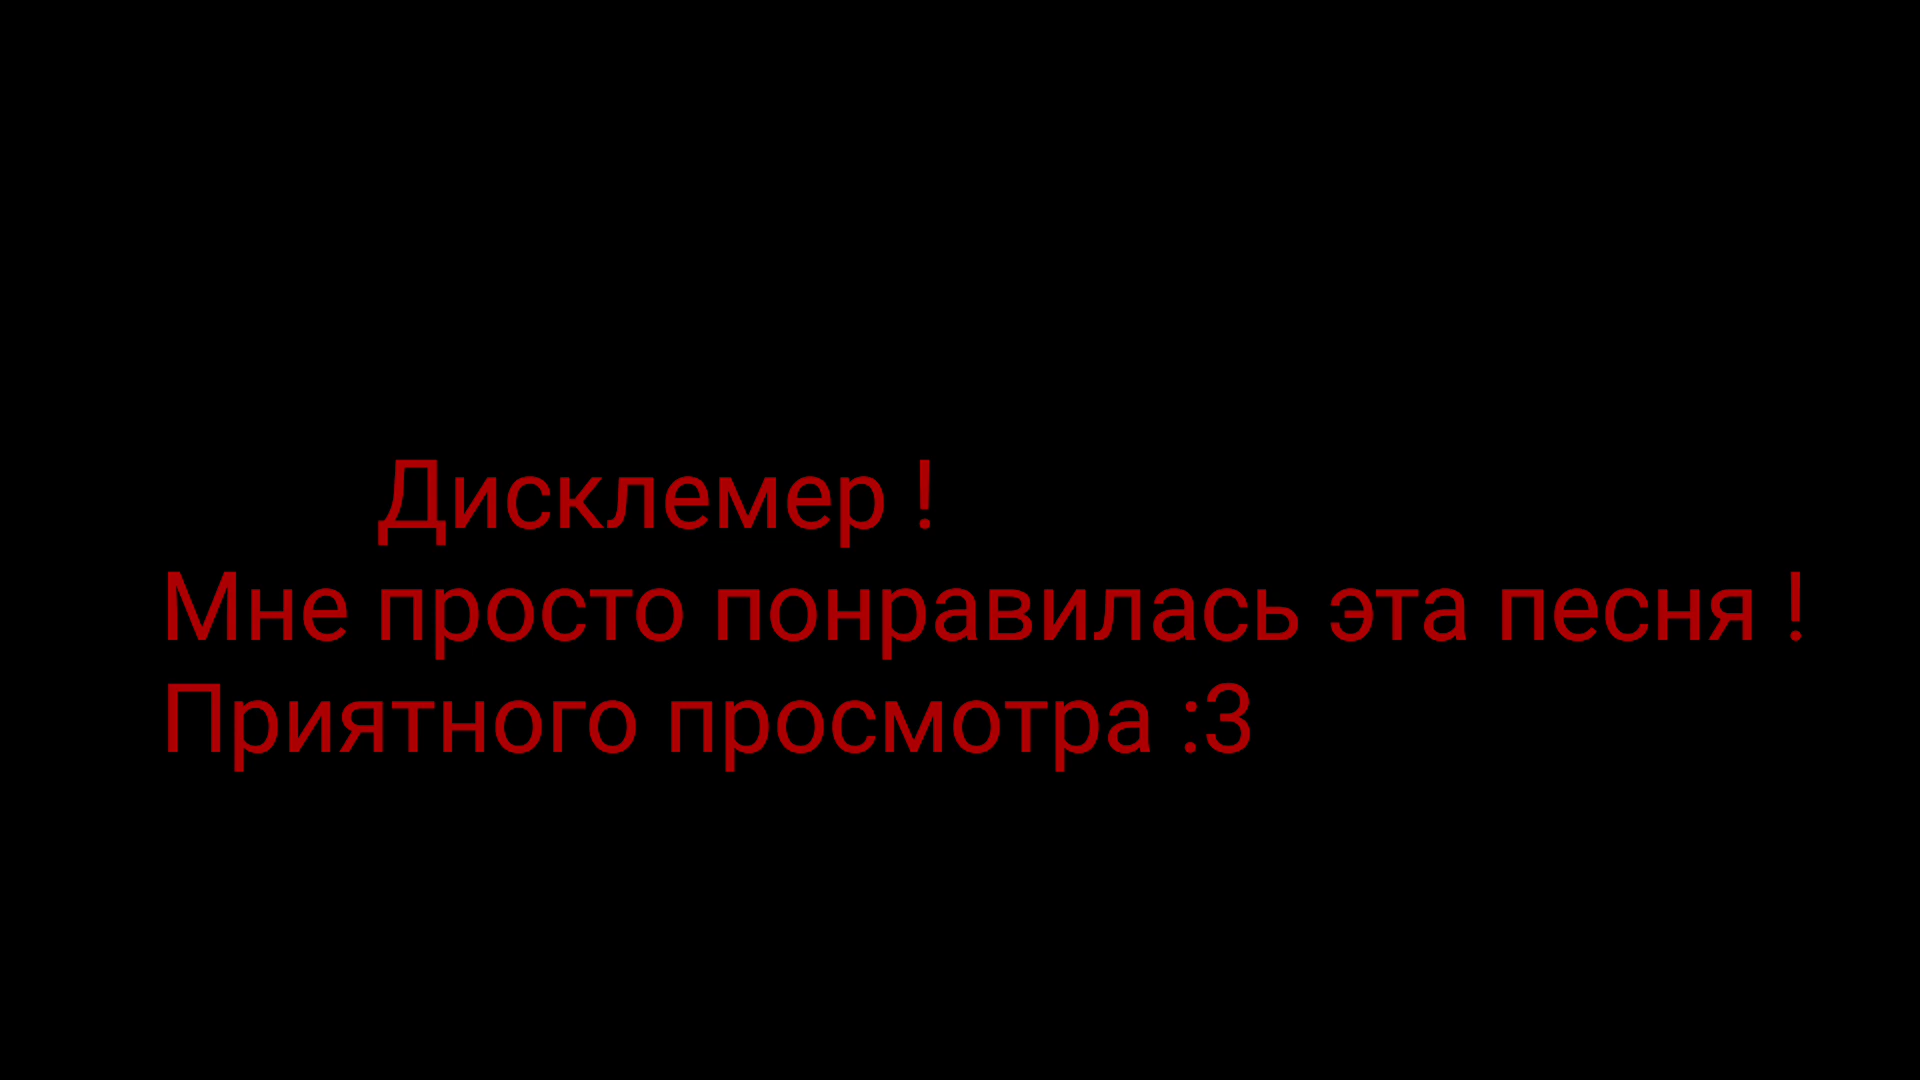 Дисклемер !
Мне просто понравилась эта песня !
Приятного просмотра :3